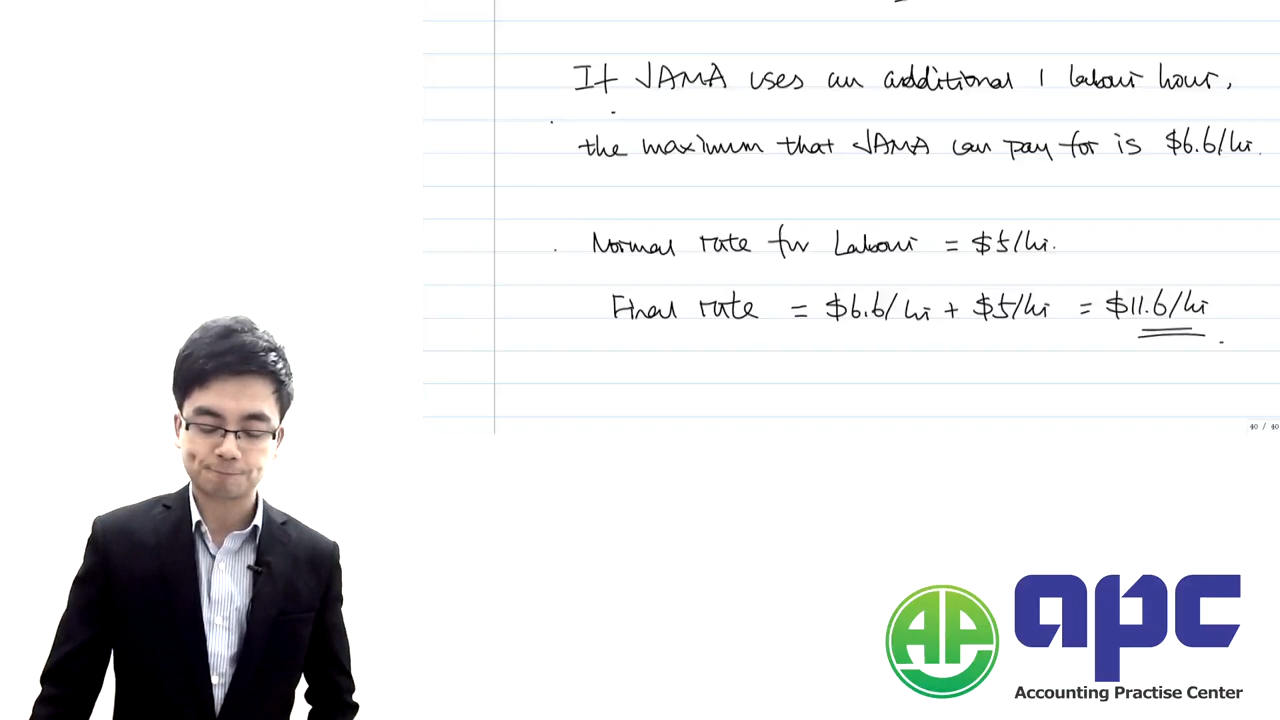 If JAMA uses an additional 1 labour hour,
the maximum that JAMA can pay for is $6.6/hr.
Normal rate for Labour = $5/hr.
Final rate = $6.6/hr + $5/hr = $11.6/hr
40 / 40
AP
apc
Accounting Practise Center